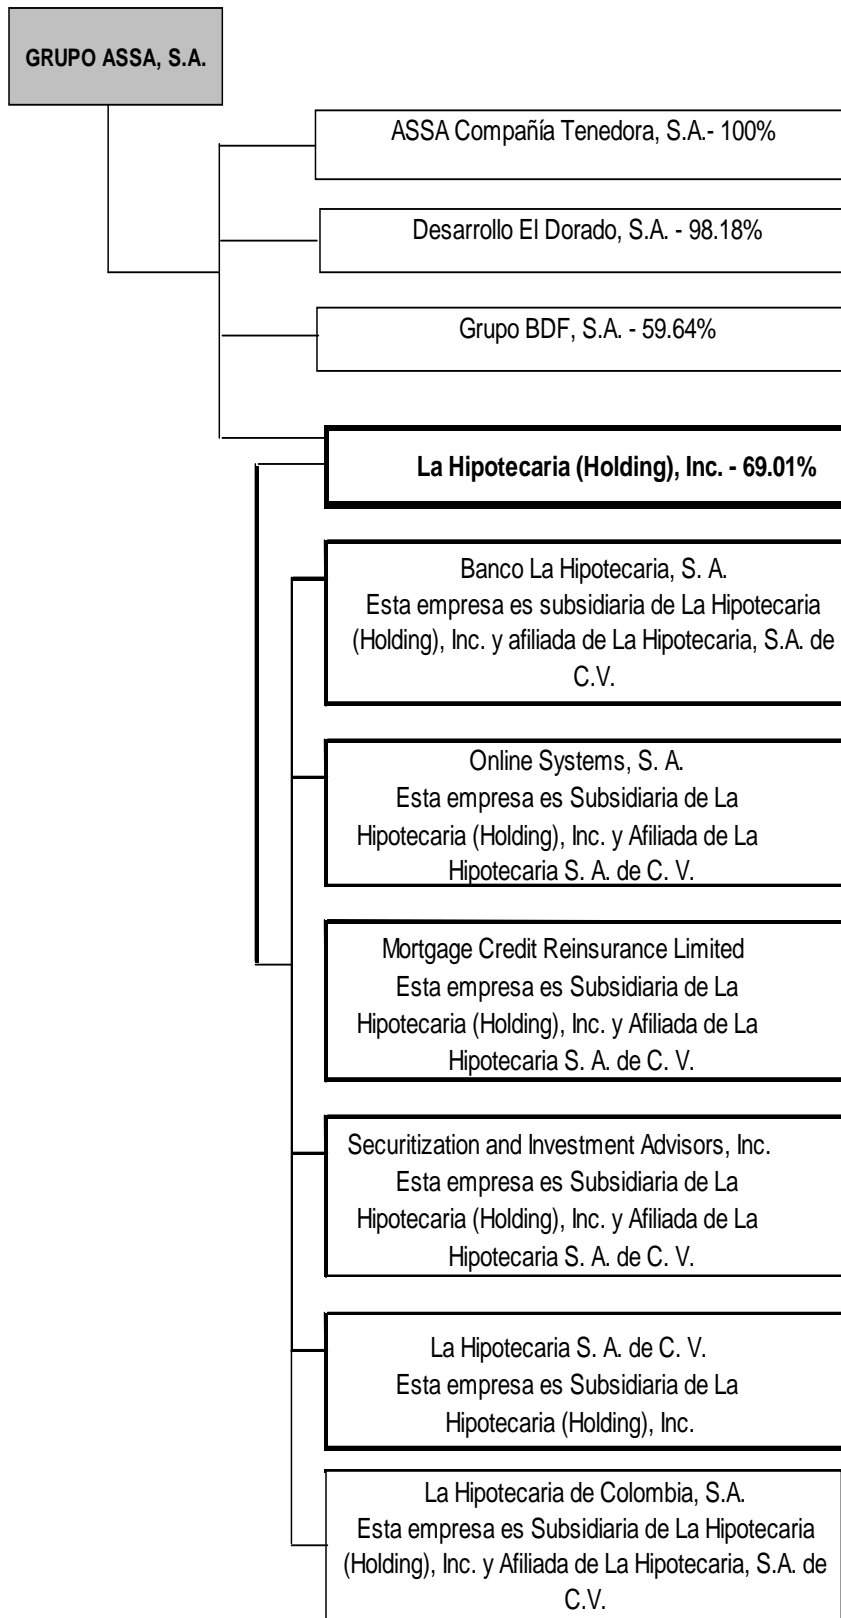 GRUPO ASSA, S.A.
ASSA Compañía Tenedora, S.A.- 100%
Desarrollo El Dorado, S.A. - 98.18%
Grupo BDF, S.A. - 59.64%
La Hipotecaria (Holding), Inc. - 69.01%
Banco La Hipotecaria, S. A.
Esta empresa es subsidiaria de La Hipotecaria
(Holding), Inc. y afiliada de La Hipotecaria, S.A. de
C.V.
Online Systems, S. A.
Esta empresa es Subsidiaria de La
Hipotecaria (Holding), Inc. y Afiliada de La
Hipotecaria S. A. de C. V.
Mortgage Credit Reinsurance Limited
Esta empresa es Subsidiaria de La
Hipotecaria (Holding), Inc. y Afiliada de La
Hipotecaria S. A. de C. V.
Securitization and Investment Advisors, Inc.
Esta empresa es Subsidiaria de La
Hipotecaria (Holding), Inc. y Afiliada de La
Hipotecaria S. A. de C. V.
La Hipotecaria S. A. de C. V.
Esta empresa es Subsidiaria de La
Hipotecaria (Holding), Inc.
La Hipotecaria de Colombia, S.A.
Esta empresa es Subsidiaria de La Hipotecaria
(Holding), Inc. y Afiliada de La Hipotecaria, S.A. de
C.V.